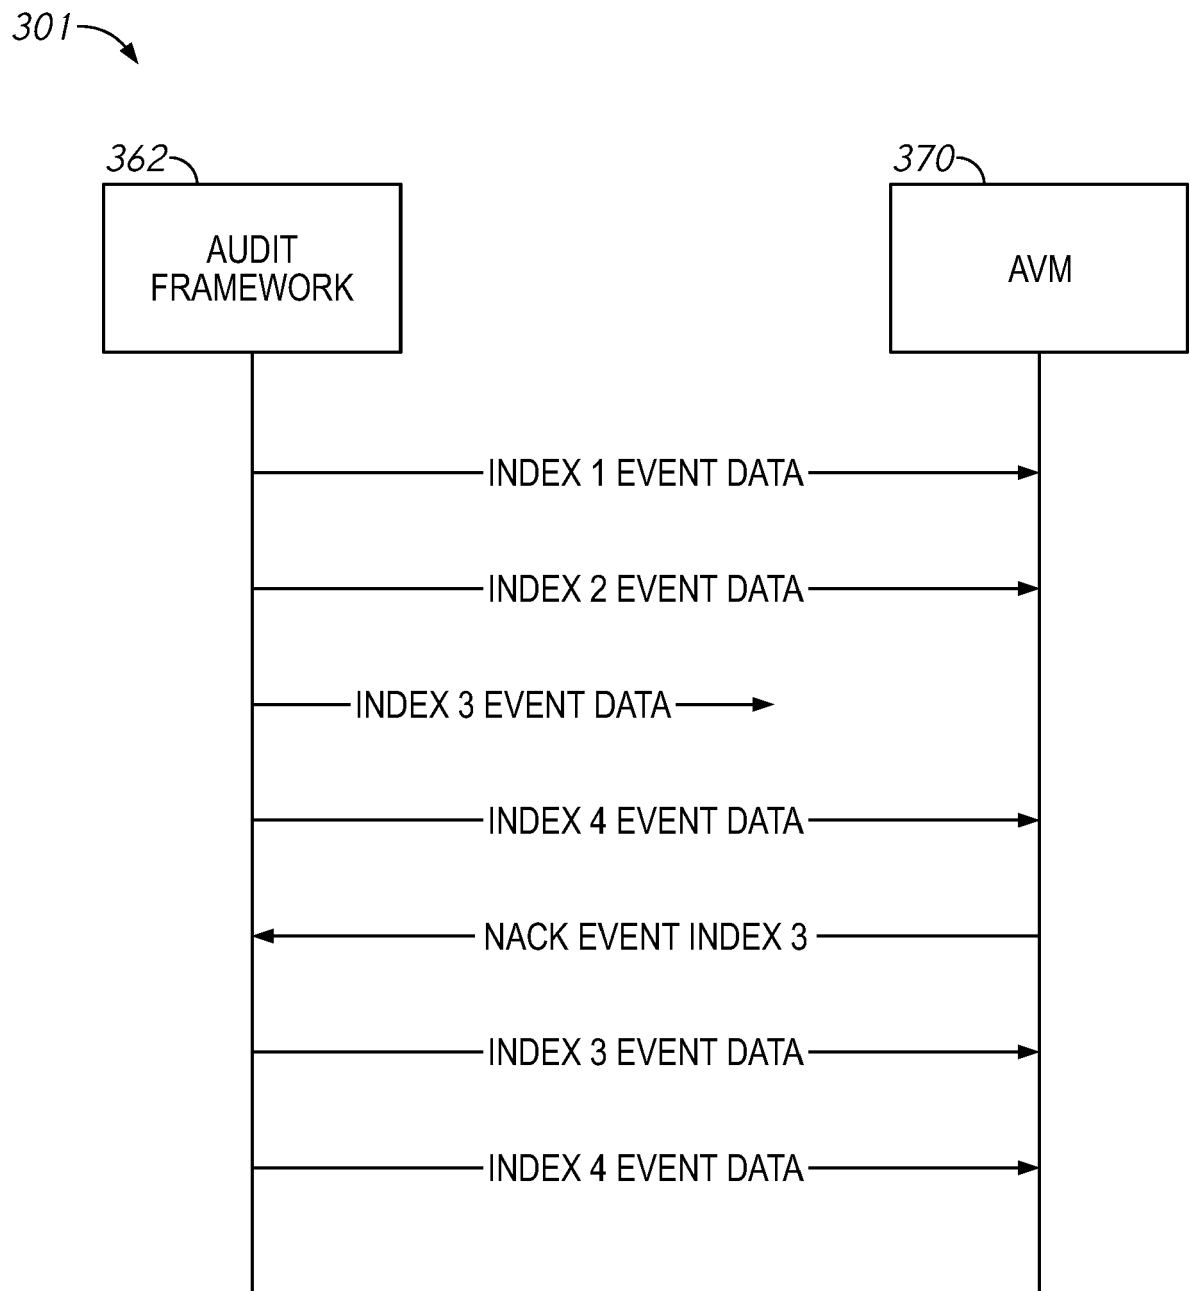 301
362
370
AUDIT
FRAMEWORK
AVM
INDEX 1 EVENT DATA
INDEX 2 EVENT DATA
INDEX 3 EVENT DATA
INDEX 4 EVENT DATA
NACK EVENT INDEX 3
INDEX 3 EVENT DATA
INDEX 4 EVENT DATA